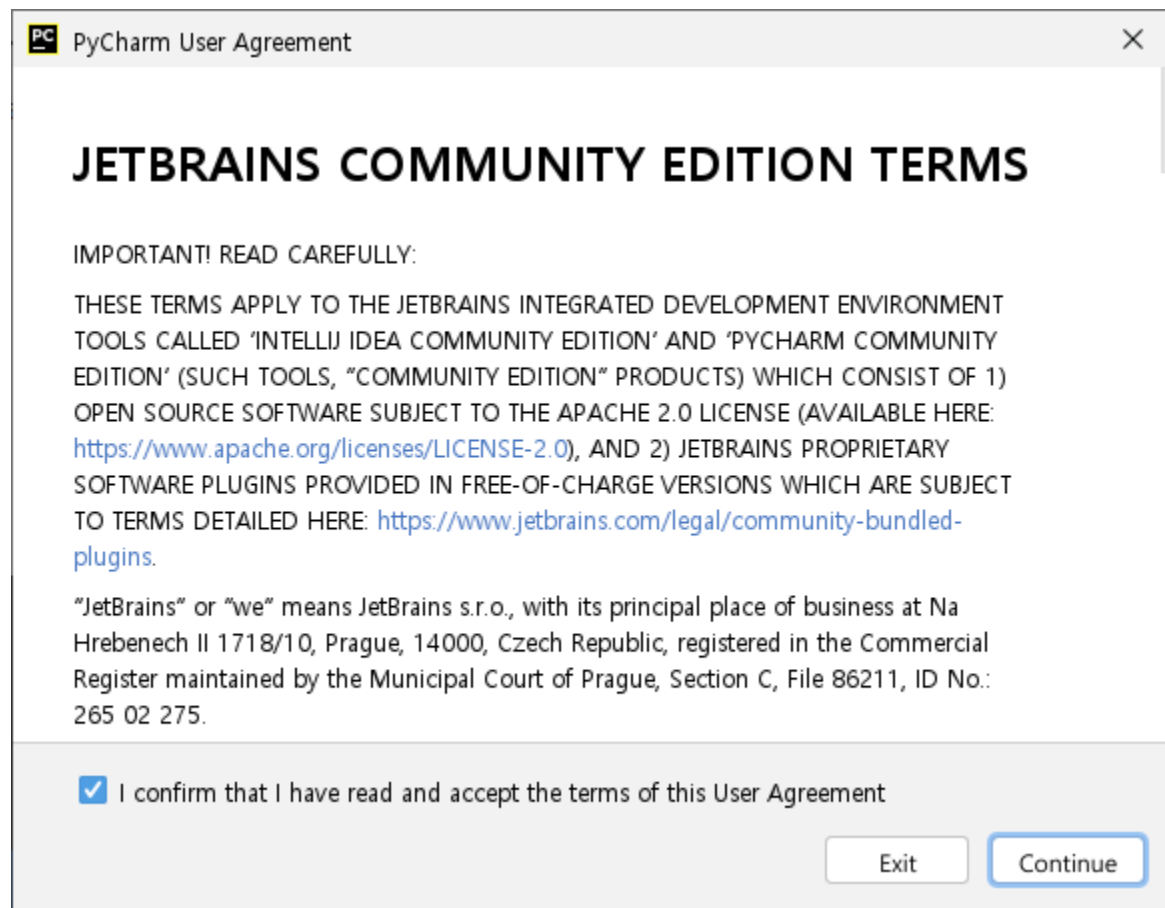 PC PyCharm User Agreement
JETBRAINS COMMUNITY EDITION TERMS
IMPORTANT! READ CAREFULLY:
THESE TERMS APPLY TO THE JETBRAINS INTEGRATED DEVELOPMENT ENVIRONMENT
TOOLS CALLED ‘INTELLIJ IDEA COMMUNITY EDITION’ AND ‘PYCHARM COMMUNITY
EDITION’ (SUCH TOOLS, “COMMUNITY EDITION” PRODUCTS) WHICH CONSIST OF 1)
OPEN SOURCE SOFTWARE SUBJECT TO THE APACHE 2.0 LICENSE (AVAILABLE HERE:
https://www.apache.org/licenses/LICENSE-2.0), AND 2) JETBRAINS PROPRIETARY
SOFTWARE PLUGINS PROVIDED IN FREE-OF-CHARGE VERSIONS WHICH ARE SUBJECT
TO TERMS DETAILED HERE: https://www.jetbrains.com/legal/community-bundled-
plugins.
“JetBrains” or “we” means JetBrains s.r.o., with its principal place of business at Na
Hrebenech II 1718/10, Prague, 14000, Czech Republic, registered in the Commercial
Register maintained by the Municipal Court of Prague, Section C, File 86211, ID No.:
265 02 275.
I confirm that I have read and accept the terms of this User Agreement
Exit Continue